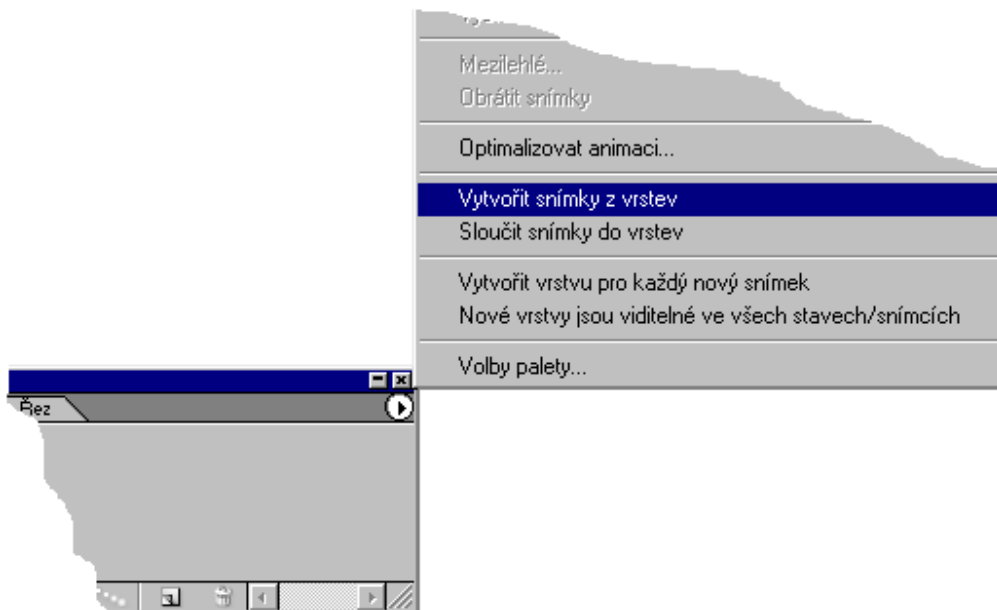 Mezilehlé...
Obrátit snímky
Optimalizovat animaci...
Vytvořit snímky z vrstev
Sloučit snímky do vrstev
Vytvořit vrstvu pro každý nový snímek
Nové vrstvy jsou viditelné ve všech stavech/snímcích
Volby palety...
Řez